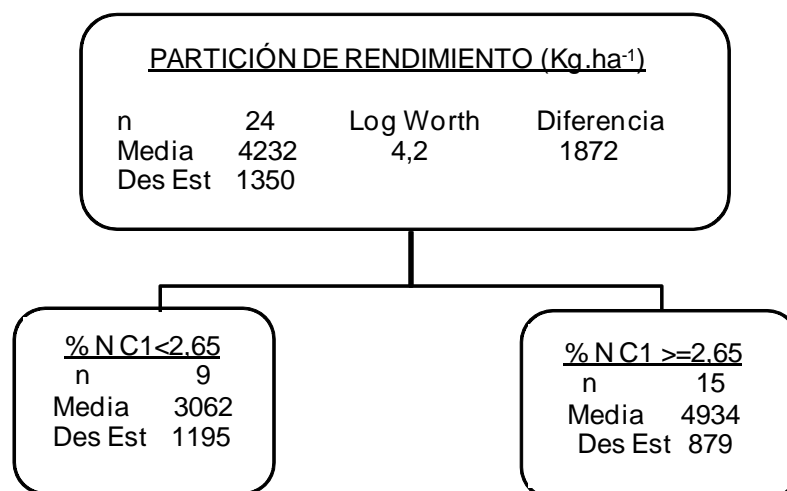 PARTICIÓN DE RENDIMIENTO (Kg.ha⁻¹)
n 24 Log Worth Diferencia
Media 4232 4,2 1872
Des Est 1350
% N C1<2,65
n 9
Media 3062
Des Est 1195
% N C1 >=2,65
n 15
Media 4934
Des Est 879